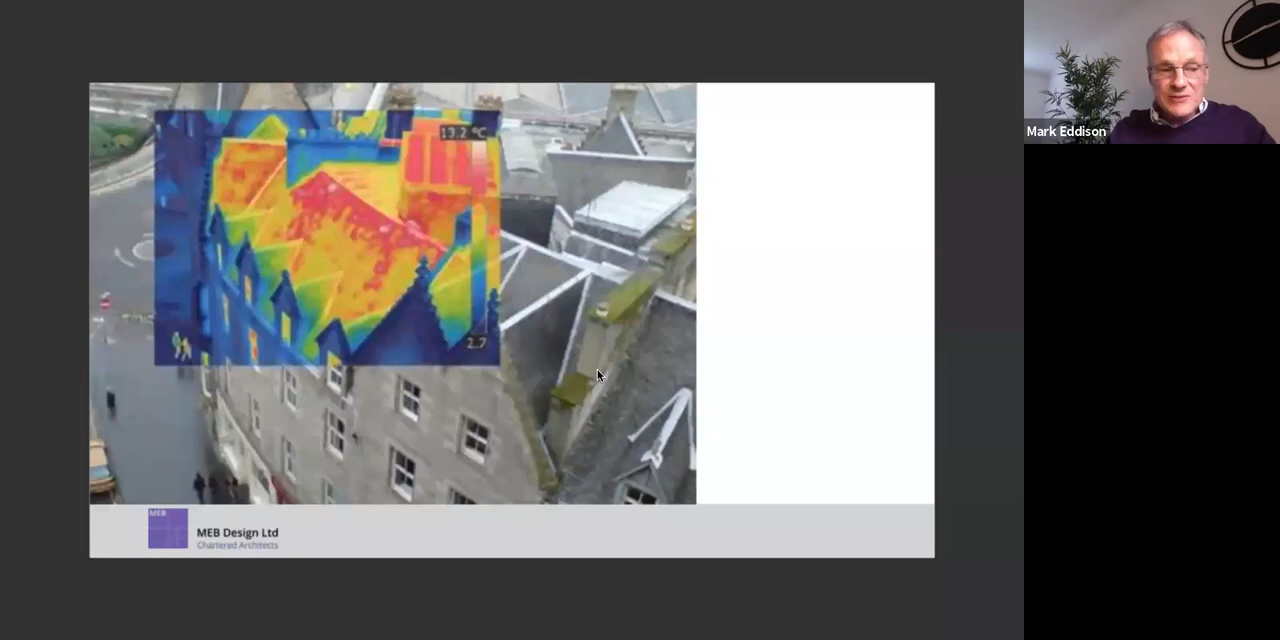 13.2 °C
2.7
MEB
MEB Design Ltd
Chartered Architects
Mark Eddison